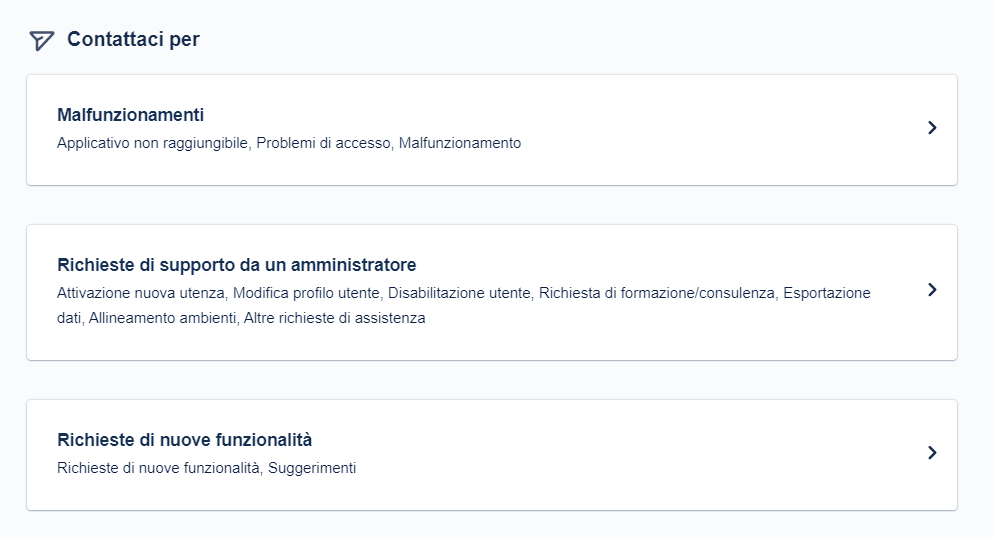 Contattaci per
Malfunzionamenti
Applicativo non raggiungibile, Problemi di accesso, Malfunzionamento
Richieste di supporto da un amministratore
Attivazione nuova utenza, Modifica profilo utente, Disabilitazione utente, Richiesta di formazione/consulenza, Esportazione
dati, Allineamento ambienti, Altre richieste di assistenza
Richieste di nuove funzionalità
Richieste di nuove funzionalità, Suggerimenti